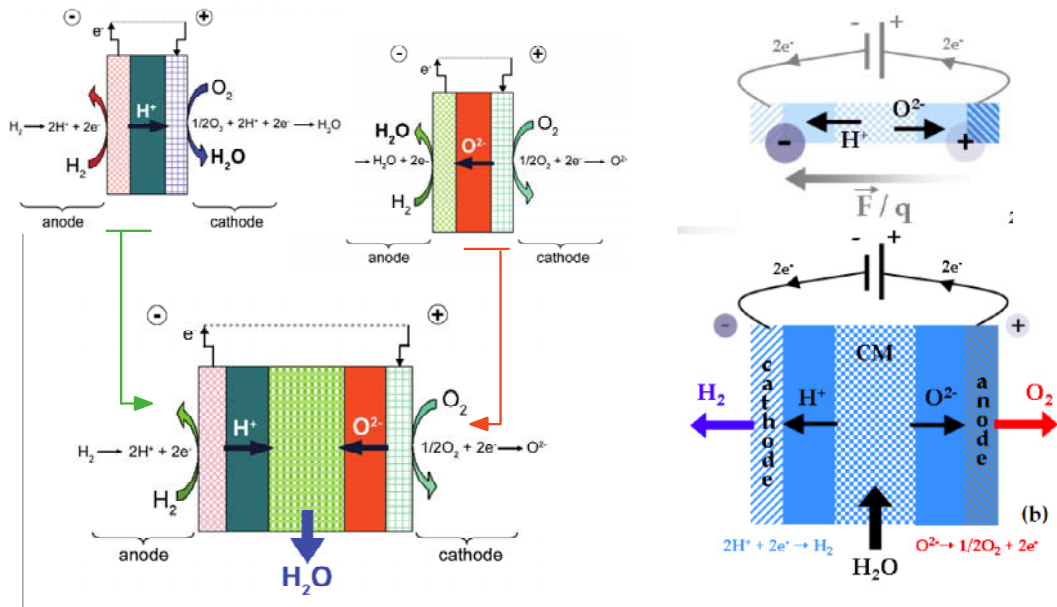 -
+
e⁻
H⁺
O₂
H₂ → 2H⁺ + 2e⁻
1/2O₂ + 2H⁺ + 2e⁻ → H₂O
H₂
H₂O
anode
cathode
-
+
e⁻
H₂O
O²⁻
O₂
→ H₂O + 2e⁻
1/2O₂ + 2e⁻ → O²⁻
H₂
anode
cathode
-
+
e⁻
H⁺
O²⁻
O₂
H₂ → 2H⁺ + 2e⁻
1/2O₂ + 2e⁻ → O²⁻
H₂
anode
cathode
H₂O
-
+
2e⁻
2e⁻
H⁺
O²⁻
-
+
F / q
-
+
2e⁻
2e⁻
-
+
CM
H₂
H⁺
O²⁻
O₂
cathode
anode
(b)
2H⁺ + 2e⁻ → H₂
O²⁻ → 1/2O₂ + 2e⁻
H₂O